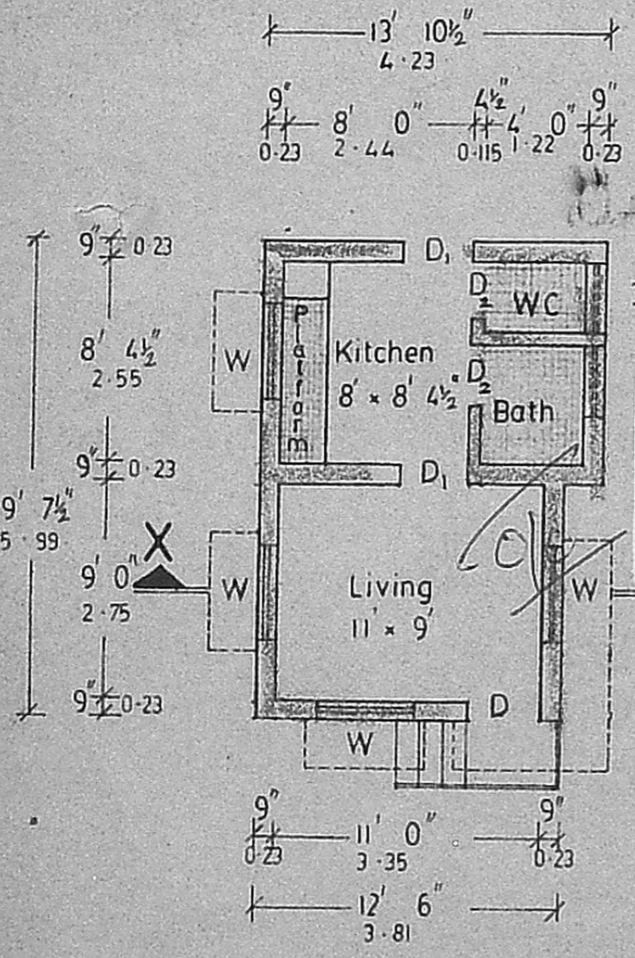 13' 10½"
4·23
9" 8' 0" 4½" 4' 0" 9"
0·23 2·44 0·115 1·22 0·23
9" 0·23
8' 4½"
2·55
9" 0·23
9' 7½"
5·99
9' 0"
2·75
9" 0·23
X
D₁
D₂
WC
W
Platform
Kitchen
8' × 8' 4½"
D₂
Bath
D₁
W
Living
11' × 9'
W
D
W
9" 11' 0" 9"
0·23 3·35 0·23
12' 6"
3·81